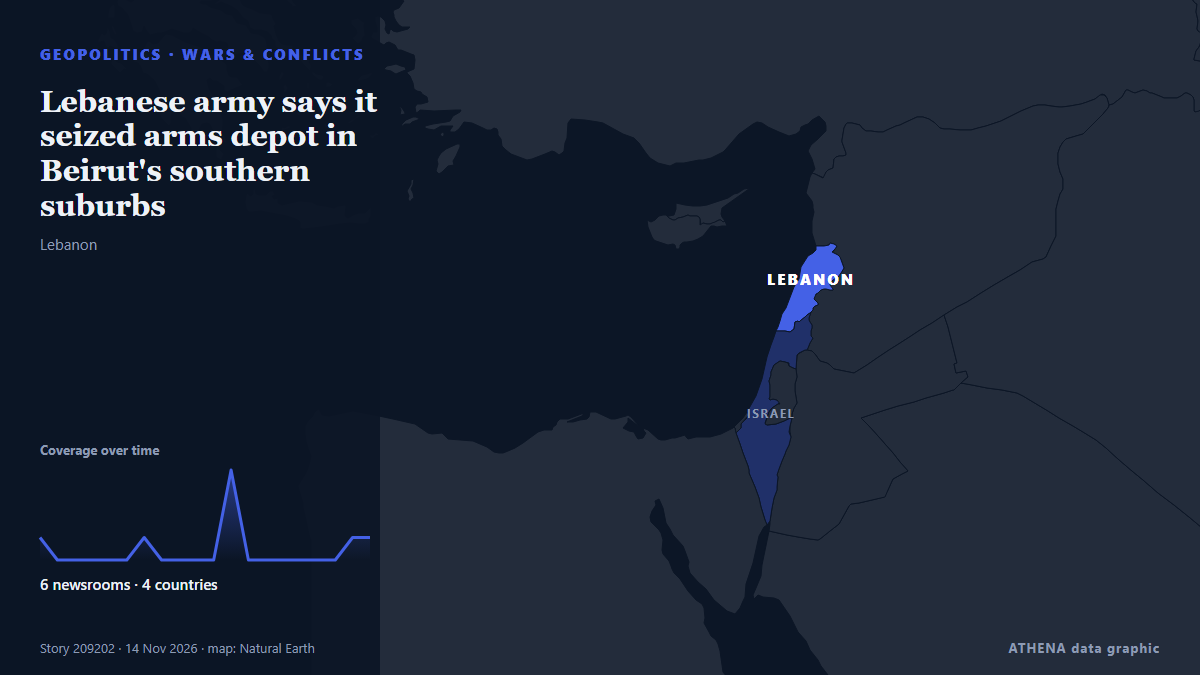 GEOPOLITICS · WARS & CONFLICTS
Lebanese army says it
seized arms depot in
Beirut's southern
suburbs
Lebanon
LEBANON
ISRAEL
Coverage over time
6 newsrooms · 4 countries
Story 209202 · 14 Nov 2026 · map: Natural Earth
ATHENA data graphic